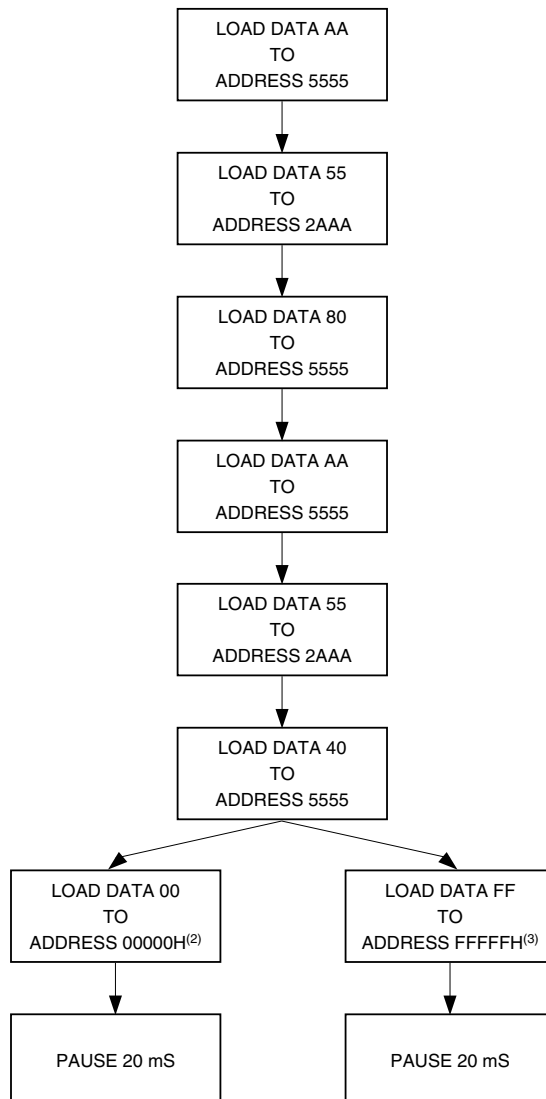 LOAD DATA AA
TO
ADDRESS 5555
LOAD DATA 55
TO
ADDRESS 2AAA
LOAD DATA 80
TO
ADDRESS 5555
LOAD DATA AA
TO
ADDRESS 5555
LOAD DATA 55
TO
ADDRESS 2AAA
LOAD DATA 40
TO
ADDRESS 5555
LOAD DATA 00
TO
ADDRESS 00000H(2)
LOAD DATA FF
TO
ADDRESS FFFFFH(3)
PAUSE 20 mS
PAUSE 20 mS